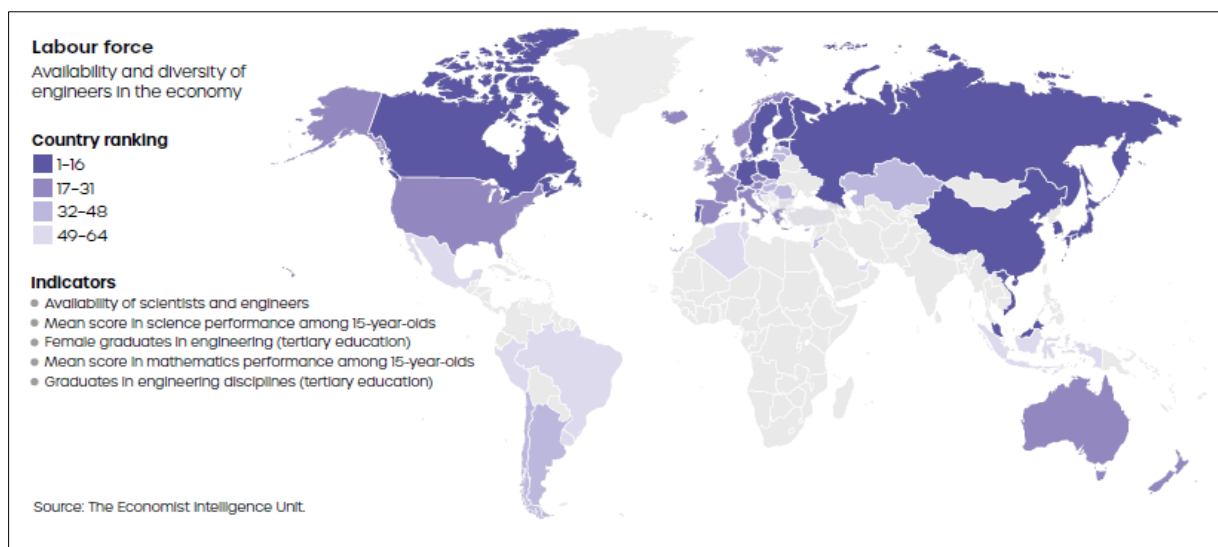 Labour force
Availability and diversity of
engineers in the economy
Country ranking
1–16
17–31
32–48
49–64
Indicators
Availability of scientists and engineers
Mean score in science performance among 15-year-olds
Female graduates in engineering (tertiary education)
Mean score in mathematics performance among 15-year-olds
Graduates in engineering disciplines (tertiary education)
Source: The Economist Intelligence Unit.